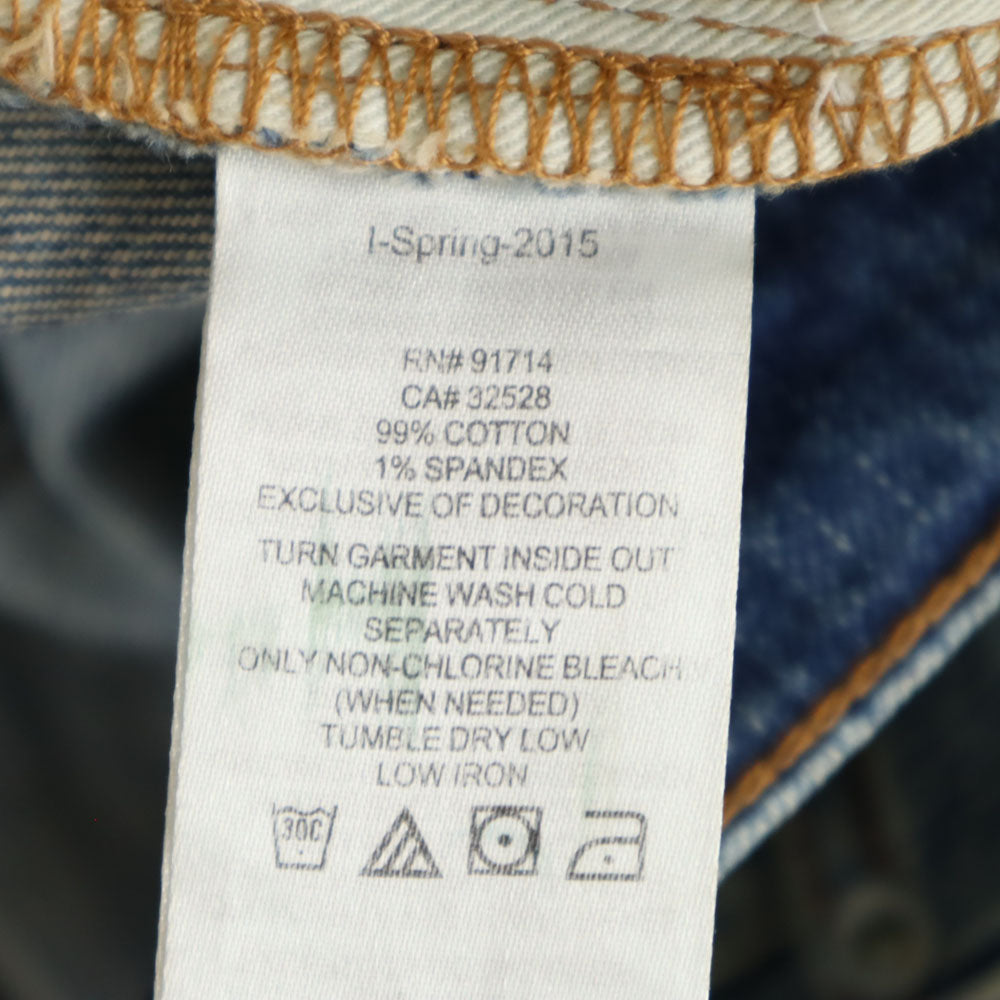 I-Spring-2015
RN# 91714
CA# 32528
99% COTTON
1% SPANDEX
EXCLUSIVE OF DECORATION
TURN GARMENT INSIDE OUT
MACHINE WASH COLD
SEPARATELY
ONLY NON-CHLORINE BLEACH
(WHEN NEEDED)
TUMBLE DRY LOW
LOW IRON
30C